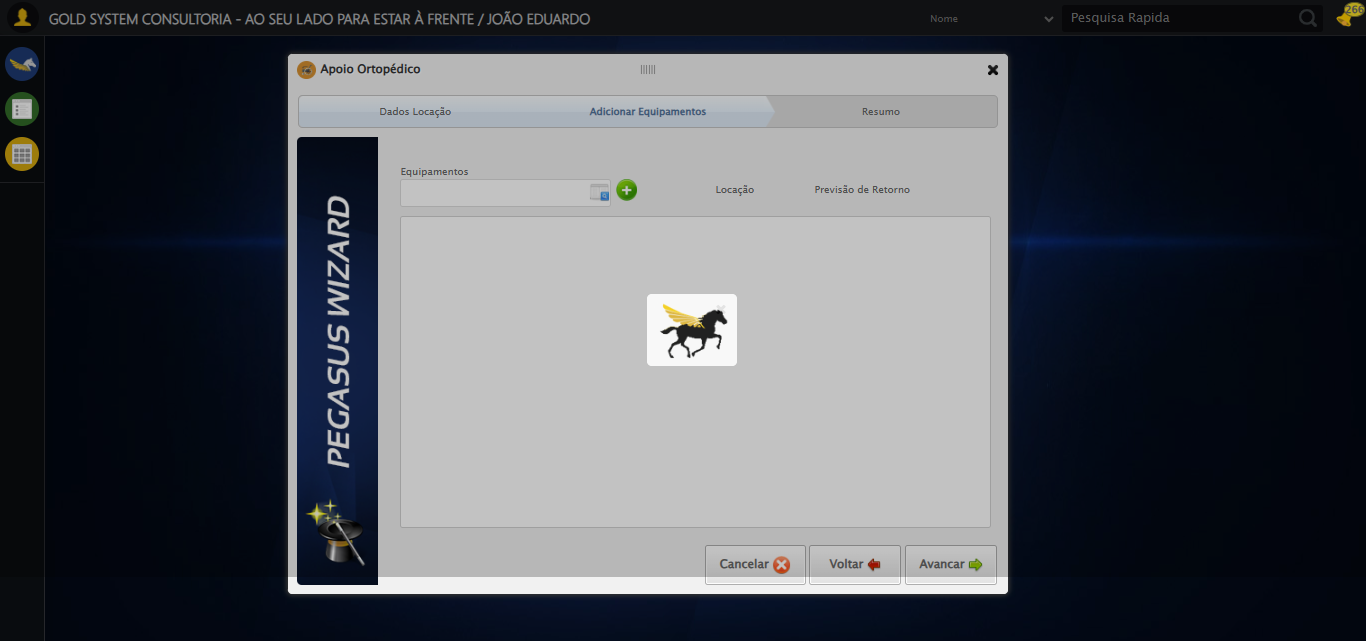 GOLD SYSTEM CONSULTORIA - AO SEU LADO PARA ESTAR À FRENTE / JOÃO EDUARDO
Nome
Pesquisa Rapida
266
Apoio Ortopédico
Dados Locação
Adicionar Equipamentos
Resumo
PEGASUS WIZARD
Equipamentos
Locação
Previsão de Retorno
Cancelar
Voltar
Avancar